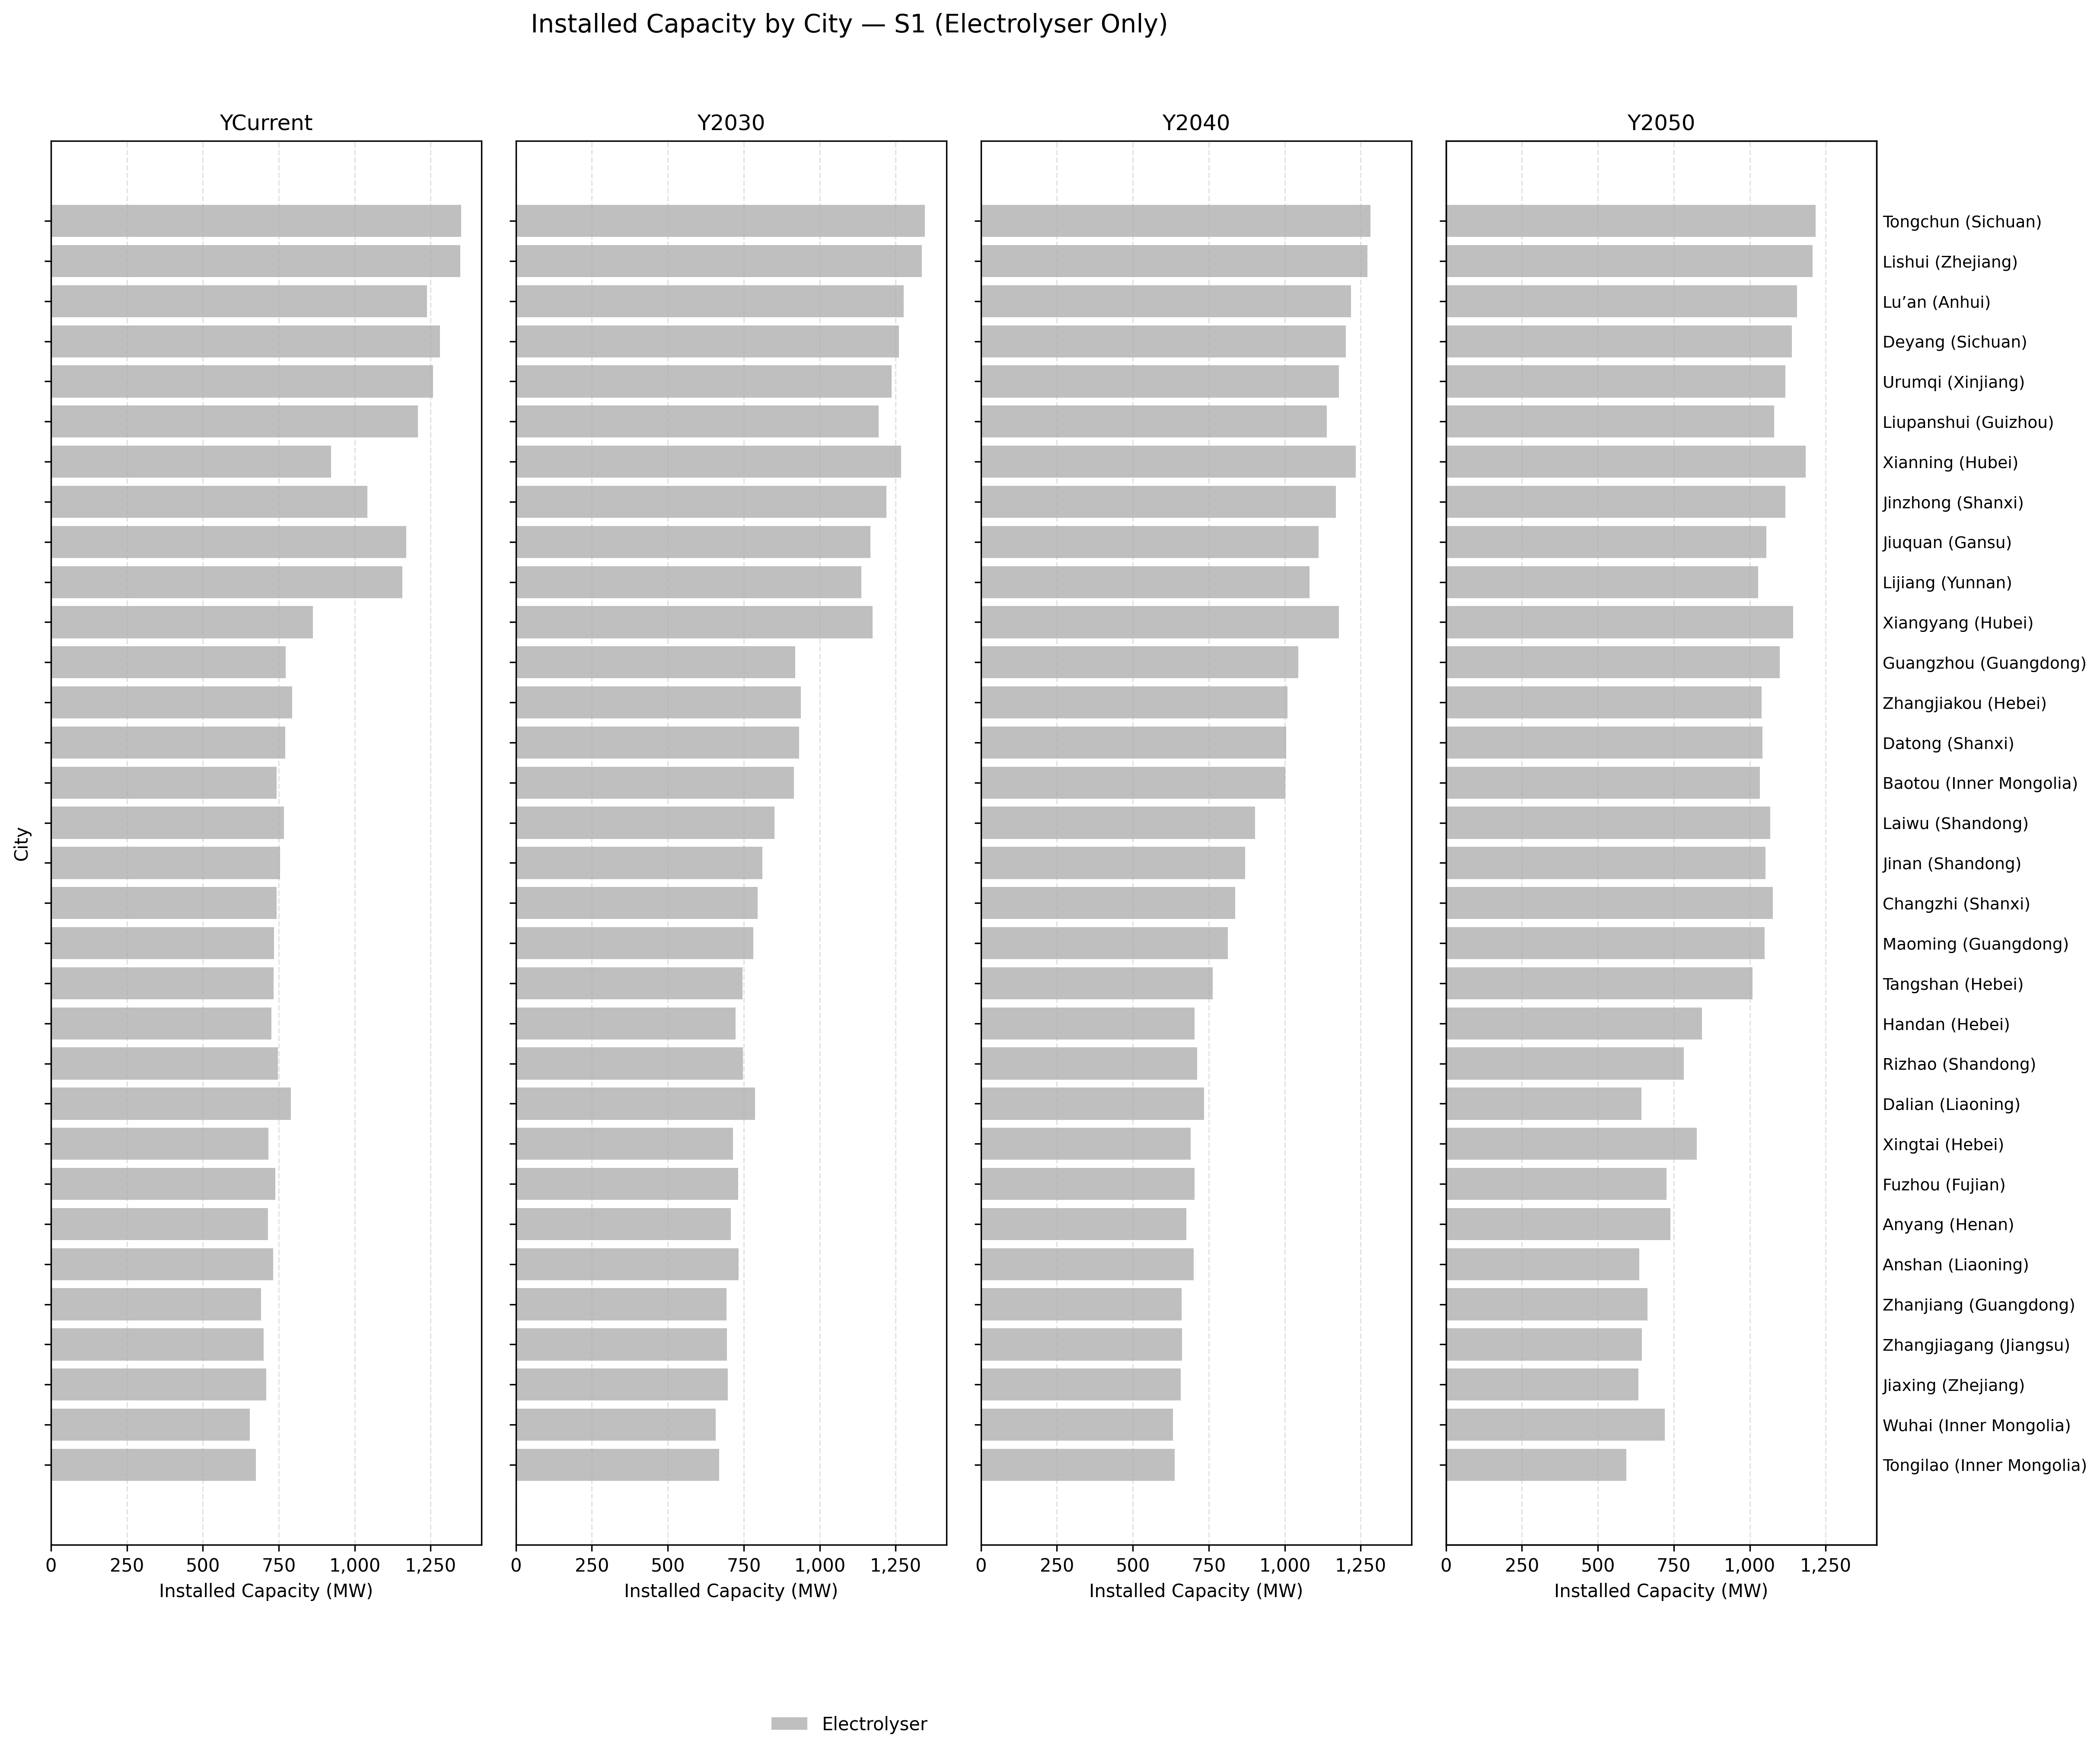 Installed Capacity by City — S1 (Electrolyser Only)
YCurrent
Y2030
Y2040
Y2050
City
Tongchun (Sichuan)
Lishui (Zhejiang)
Lu’an (Anhui)
Deyang (Sichuan)
Urumqi (Xinjiang)
Liupanshui (Guizhou)
Xianning (Hubei)
Jinzhong (Shanxi)
Jiuquan (Gansu)
Lijiang (Yunnan)
Xiangyang (Hubei)
Guangzhou (Guangdong)
Zhangjiakou (Hebei)
Datong (Shanxi)
Baotou (Inner Mongolia)
Laiwu (Shandong)
Jinan (Shandong)
Changzhi (Shanxi)
Maoming (Guangdong)
Tangshan (Hebei)
Handan (Hebei)
Rizhao (Shandong)
Dalian (Liaoning)
Xingtai (Hebei)
Fuzhou (Fujian)
Anyang (Henan)
Anshan (Liaoning)
Zhanjiang (Guangdong)
Zhangjiagang (Jiangsu)
Jiaxing (Zhejiang)
Wuhai (Inner Mongolia)
Tongilao (Inner Mongolia)
0 250 500 750 1,000 1,250
0 250 500 750 1,000 1,250
0 250 500 750 1,000 1,250
0 250 500 750 1,000 1,250
Installed Capacity (MW)
Installed Capacity (MW)
Installed Capacity (MW)
Installed Capacity (MW)
Electrolyser